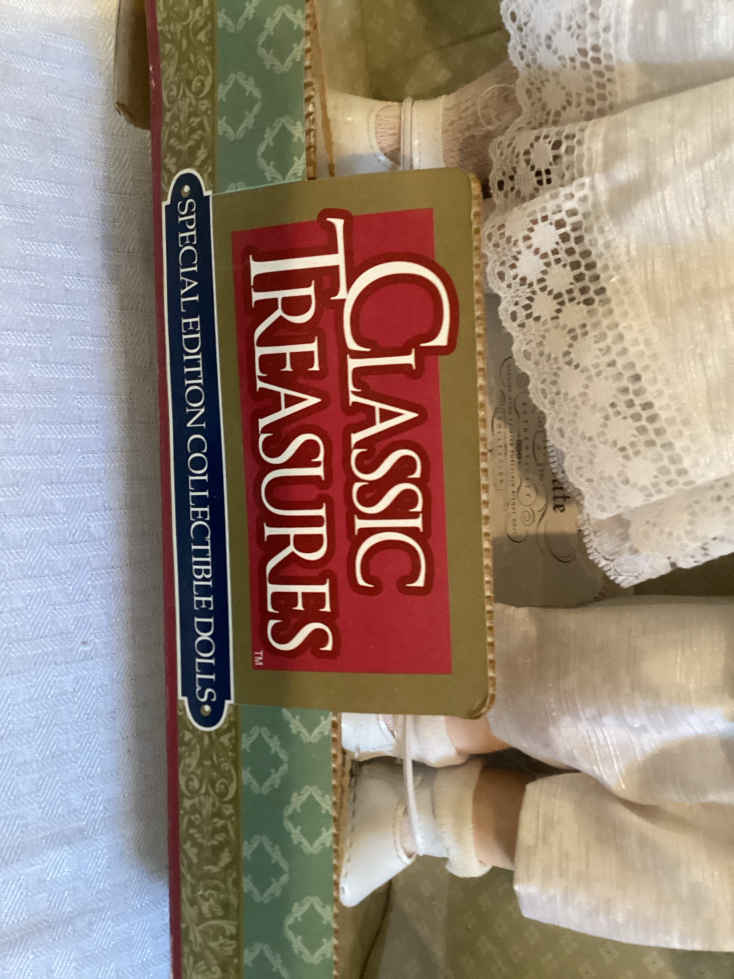 CLASSIC
TREASURES
TM
SPECIAL EDITION COLLECTIBLE DOLLS